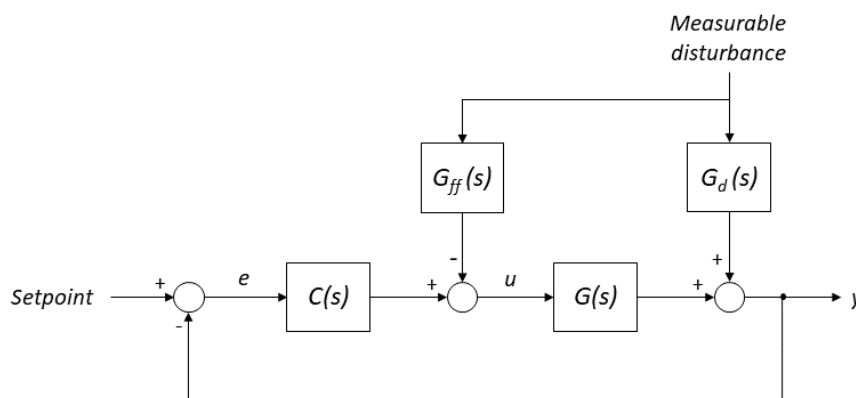 Measurable
disturbance
G_ff(s)
G_d(s)
-
+
Setpoint
+
e
C(s)
+
u
G(s)
+
y
-